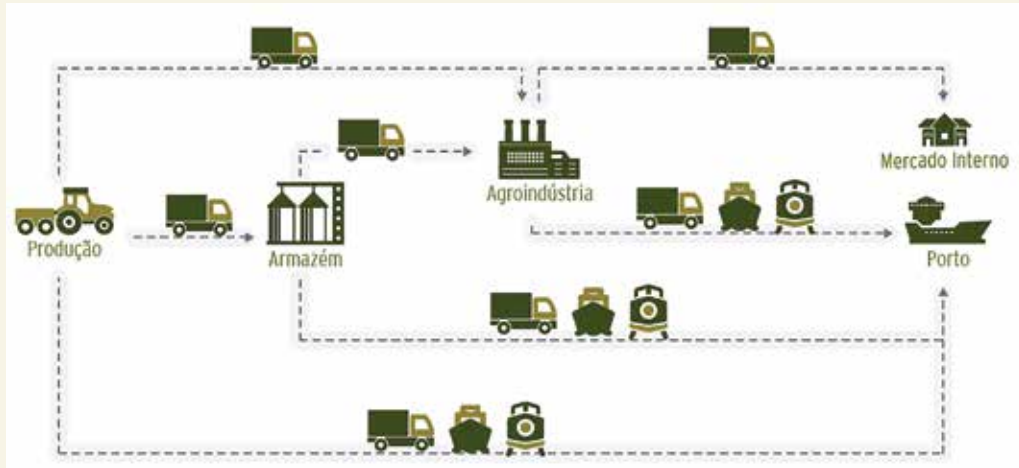 Mercado Interno
Agroindústria
Produção
Armazém
Porto